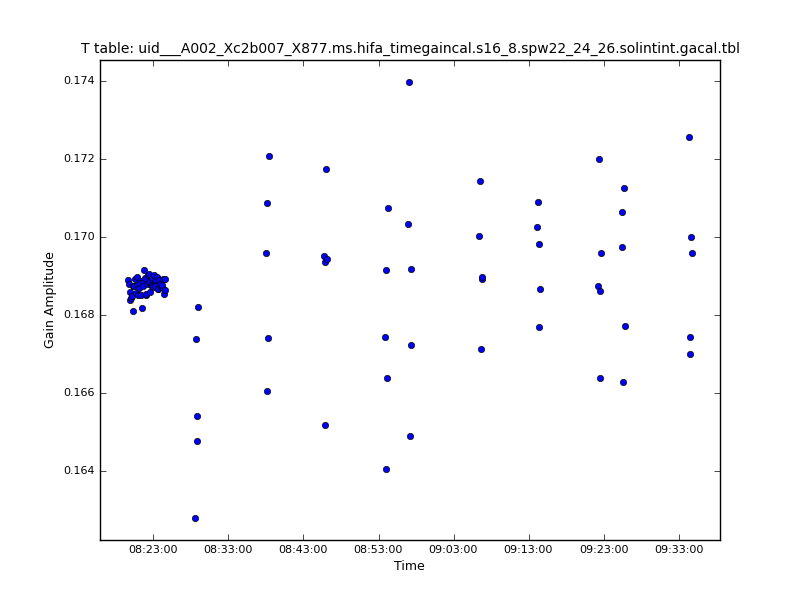 T table: uid___A002_Xc2b007_X877.ms.hifa_timegaincal.s16_8.spw22_24_26.solintint.gacal.tbl
0.174
0.172
0.170
0.168
0.166
0.164
Gain Amplitude
08:23:00 08:33:00 08:43:00 08:53:00 09:03:00 09:13:00 09:23:00 09:33:00
Time